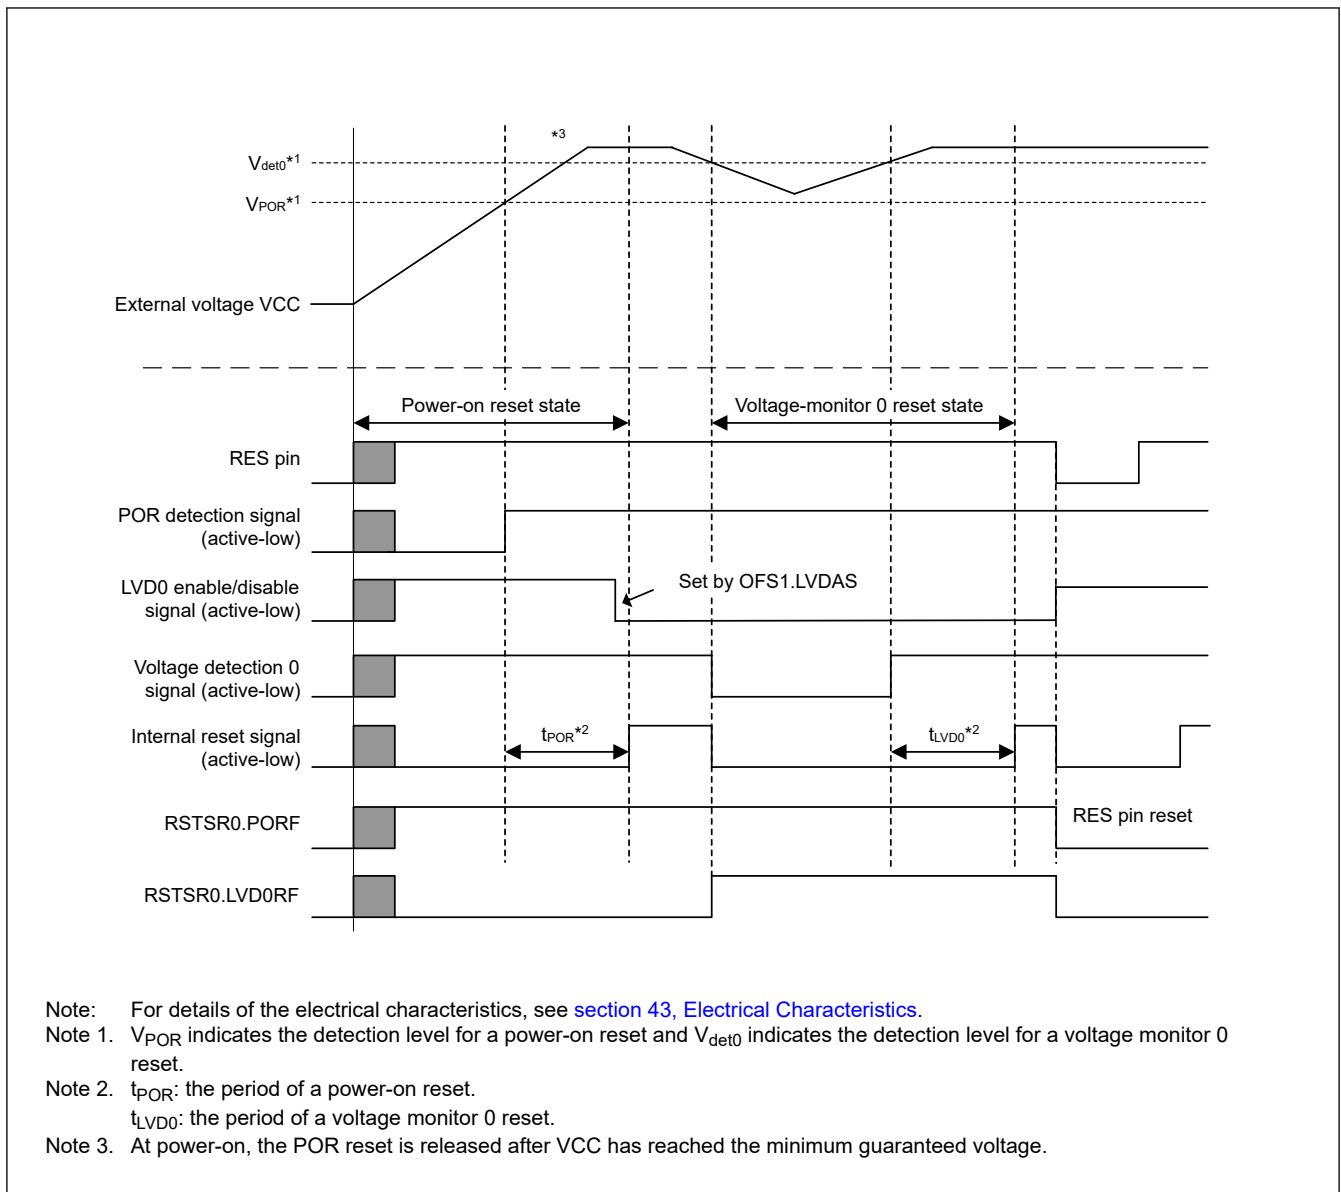 *3
Vdet0*1
VPOR*1
External voltage VCC
Power-on reset state
Voltage-monitor 0 reset state
RES pin
POR detection signal
(active-low)
LVD0 enable/disable
signal (active-low)
Set by OFS1.LVDAS
Voltage detection 0
signal (active-low)
Internal reset signal
(active-low)
tPOR*2
tLVD0*2
RSTSR0.PORF
RES pin reset
RSTSR0.LVD0RF
Note: For details of the electrical characteristics, see section 43, Electrical Characteristics.
Note 1. VPOR indicates the detection level for a power-on reset and Vdet0 indicates the detection level for a voltage monitor 0
reset.
Note 2. tPOR: the period of a power-on reset.
tLVD0: the period of a voltage monitor 0 reset.
Note 3. At power-on, the POR reset is released after VCC has reached the minimum guaranteed voltage.